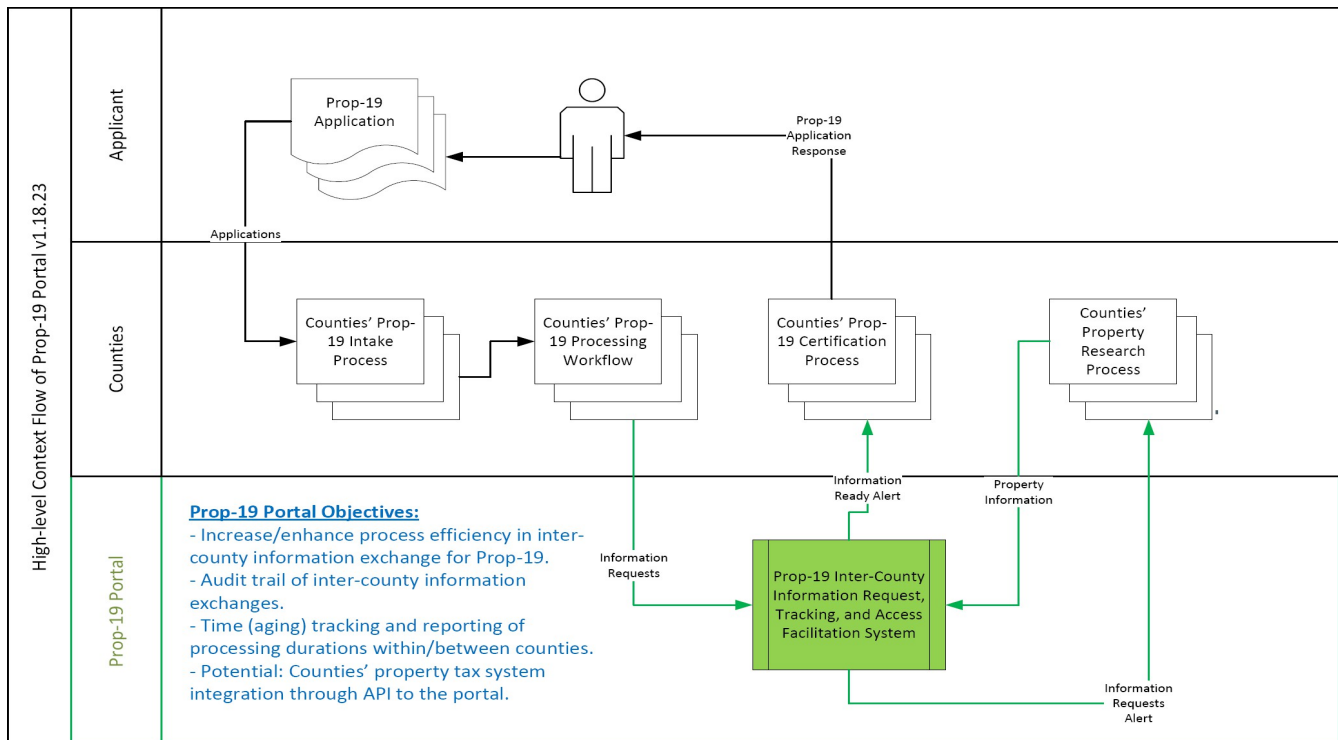 High-level Context Flow of Prop-19 Portal v1.18.23
Applicant
Prop-19
Application
Prop-19
Application
Response
Applications
Counties
Counties’ Prop-
19 Intake
Process
Counties’ Prop-
19 Processing
Workflow
Counties’ Prop-
19 Certification
Process
Counties’
Property
Research
Process
Information
Ready Alert
Property
Information
Prop-19 Portal
Prop-19 Portal Objectives:
- Increase/enhance process efficiency in inter-
county information exchange for Prop-19.
- Audit trail of inter-county information
exchanges.
- Time (aging) tracking and reporting of
processing durations within/between counties.
- Potential: Counties’ property tax system
integration through API to the portal.
Information
Requests
Prop-19 Inter-County
Information Request,
Tracking, and Access
Facilitation System
Information
Requests
Alert